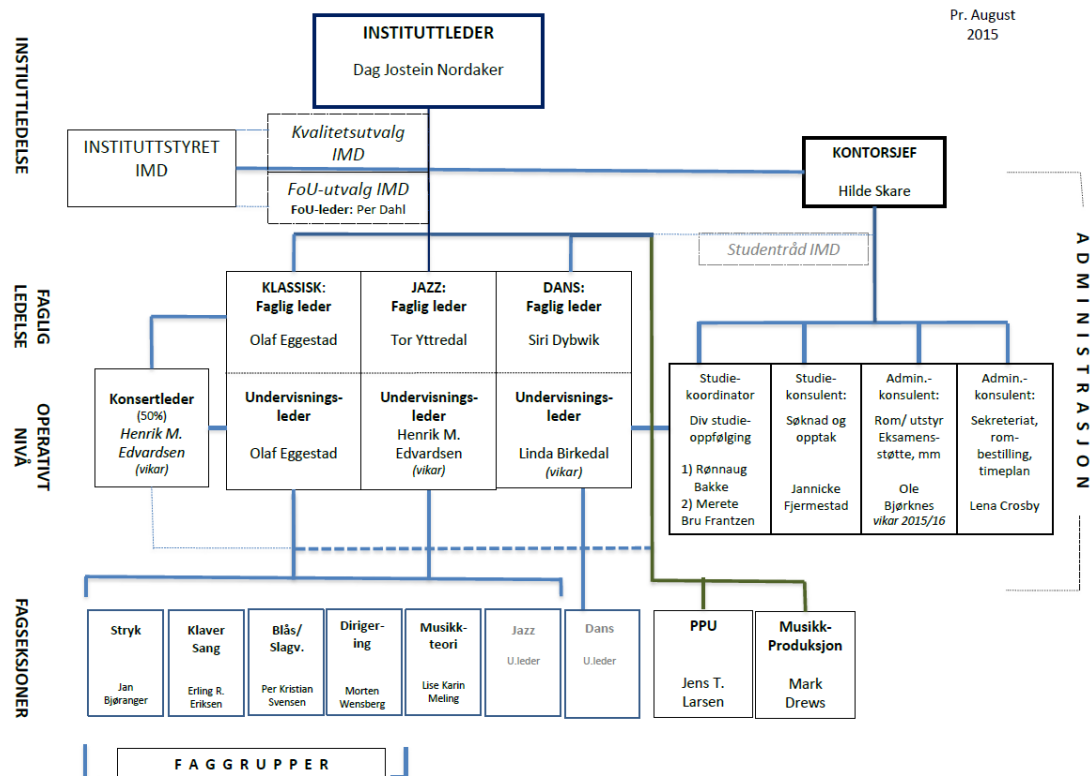 Pr. August
2015
INSTIUTTLEDELSE
INSTITUTTLEDER
Dag Jostein Nordaker
INSTITUTTSTYRET
IMD
Kvalitetsutvalg
IMD
FoU-utvalg IMD
FoU-leder: Per Dahl
KONTORSJEF
Hilde Skare
Studentråd IMD
ADMINISTRASJON
FAGLIG
LEDELSE
KLASSISK:
Faglig leder
Olaf Eggestad
JAZZ:
Faglig leder
Tor Yttredal
DANS:
Faglig leder
Siri Dybwik
OPERATIVT
NIVÅ
Konsertleder
(50%)
Henrik M.
Edvardsen
(vikar)
Undervisnings-
leder
Olaf Eggestad
Undervisnings-
leder
Henrik M.
Edvardsen
(vikar)
Undervisnings-
leder
Linda Birkedal
(vikar)
Studie-
koordinator
Div studie-
oppfølging
1) Rønnaug
Bakke
2) Merete
Bru Frantzen
Studie-
konsulent:
Søknad og
opptak
Jannicke
Fjermestad
Admin.-
konsulent:
Rom/ utstyr
Eksamens-
støtte, mm
Ole
Bjørknes
vikar 2015/16
Admin.-
konsulent:
Sekreteriat,
rom-
bestilling,
timeplan
Lena Crosby
FAGSEKSJONER
Stryk
Jan
Bjøranger
Klaver
Sang
Erling R.
Eriksen
Blås/
Slagv.
Per Kristian
Svensen
Diriger-
ing
Morten
Wensberg
Musikk-
teori
Lise Karin
Meling
Jazz
U.leder
Dans
U.leder
PPU
Jens T.
Larsen
Musikk-
Produksjon
Mark
Drews
FAGGRUPPER